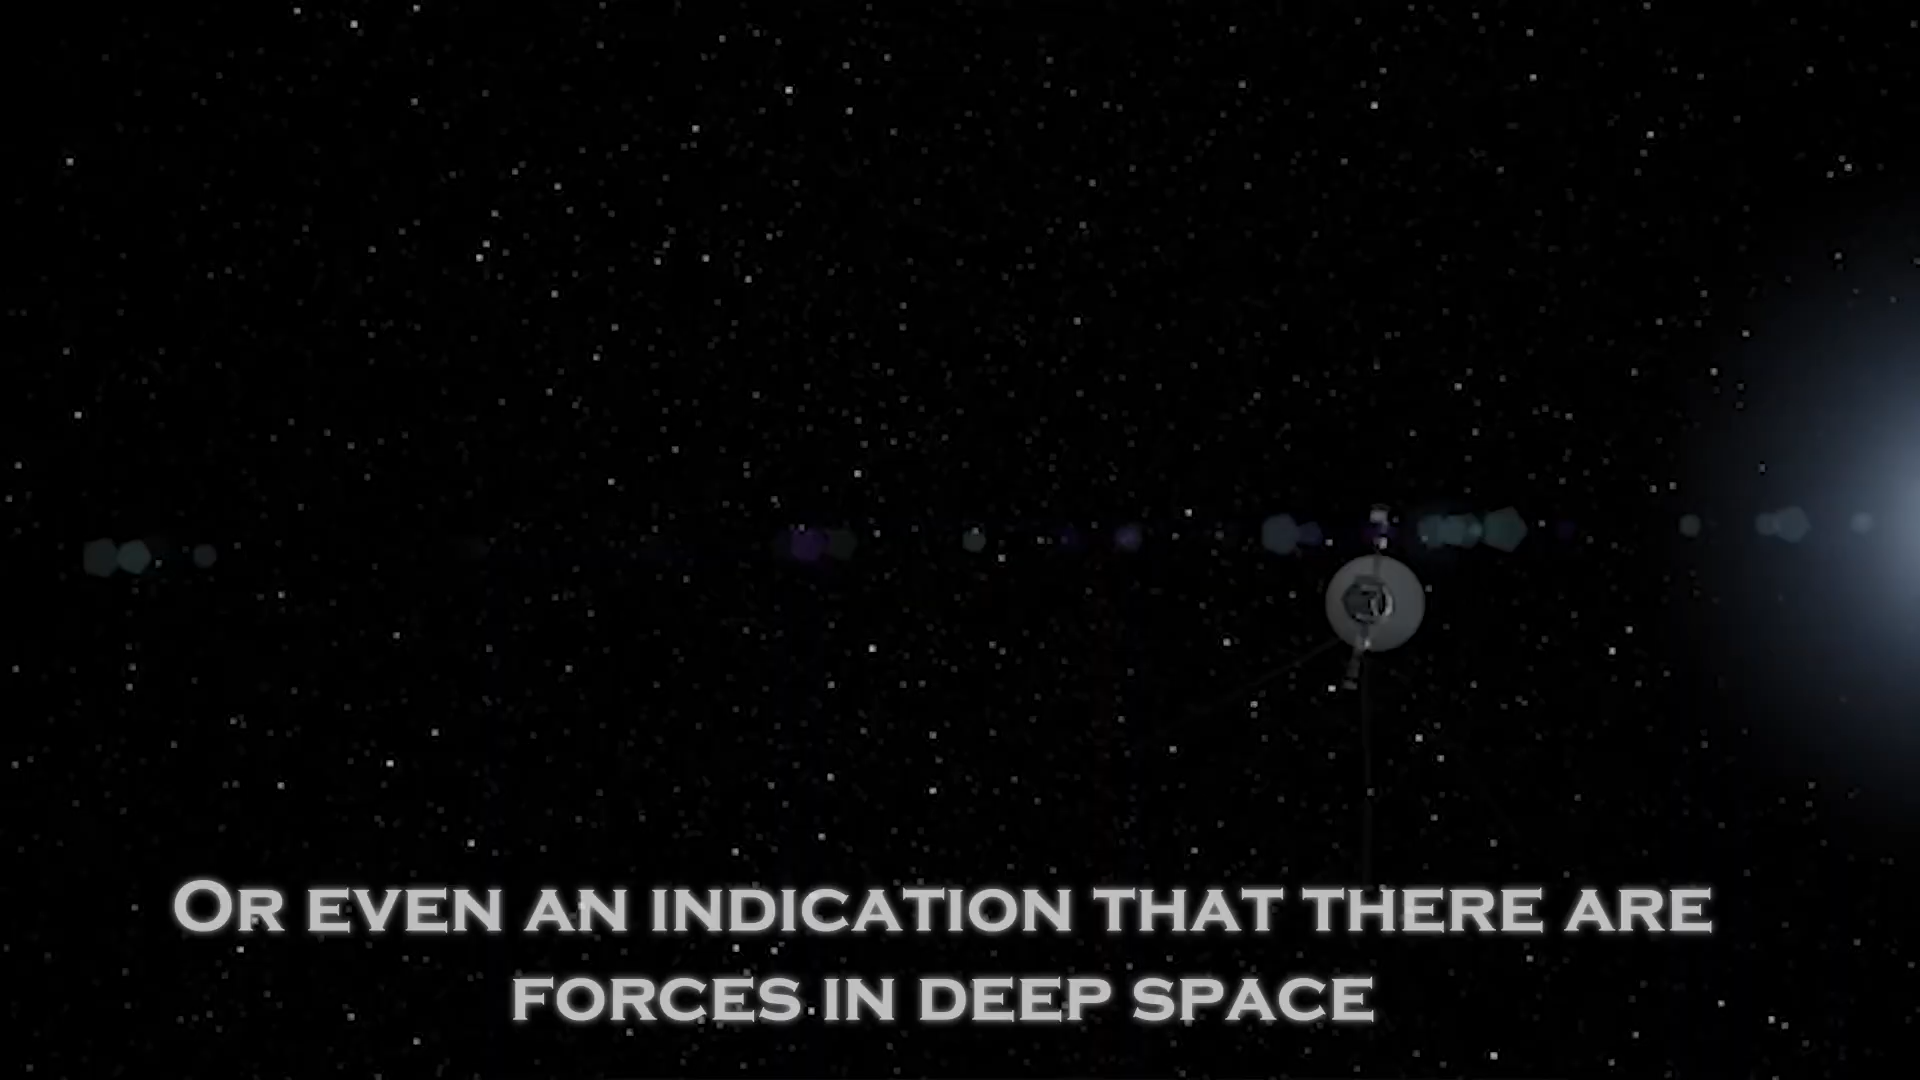 Or even an indication that there are
forces in deep space